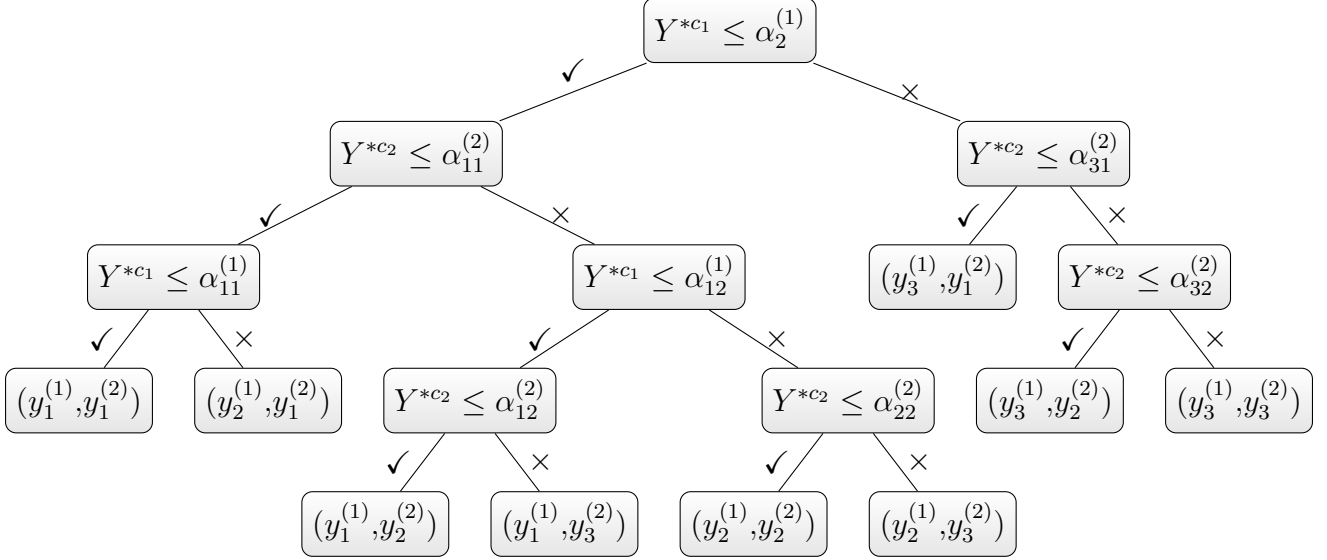 Y^{*c_1} ≤ α_2^{(1)}
✓ ×
Y^{*c_2} ≤ α_{11}^{(2)} Y^{*c_2} ≤ α_{31}^{(2)}
✓ × ✓ ×
Y^{*c_1} ≤ α_{11}^{(1)} Y^{*c_1} ≤ α_{12}^{(1)} (y_3^{(1)},y_1^{(2)}) Y^{*c_2} ≤ α_{32}^{(2)}
✓ × ✓ × ✓ ×
(y_1^{(1)},y_1^{(2)}) (y_2^{(1)},y_1^{(2)}) Y^{*c_2} ≤ α_{12}^{(2)} Y^{*c_2} ≤ α_{22}^{(2)} (y_3^{(1)},y_2^{(2)}) (y_3^{(1)},y_3^{(2)})
✓ × ✓ ×
(y_1^{(1)},y_2^{(2)}) (y_1^{(1)},y_3^{(2)}) (y_2^{(1)},y_2^{(2)}) (y_2^{(1)},y_3^{(2)})